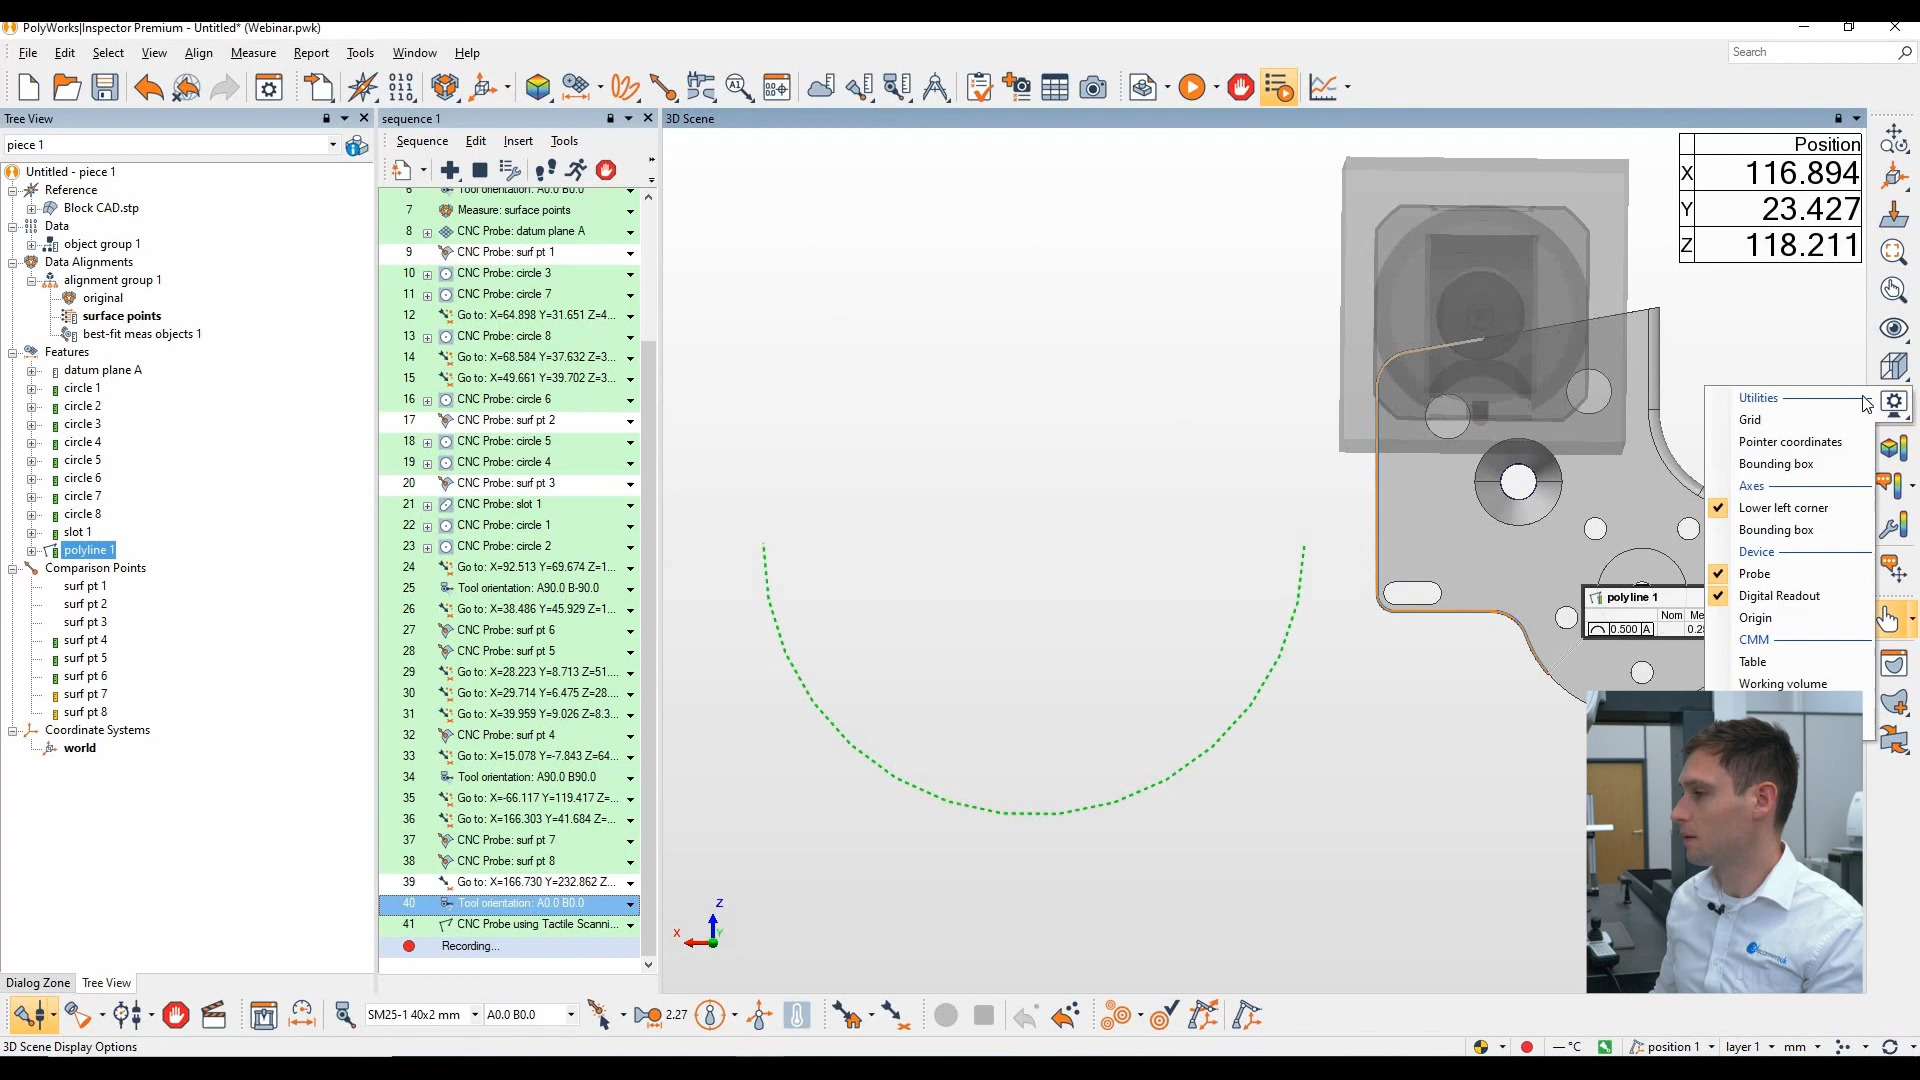 PolyWorks|Inspector Premium - Untitled* (Webinar.pwk)
File Edit Select View Align Measure Report Tools Window Help
Search
Tree View
piece 1
Untitled - piece 1
Reference
Block CAD.stp
Data
object group 1
Data Alignments
alignment group 1
original
surface points
best-fit meas objects 1
Features
datum plane A
circle 1
circle 2
circle 3
circle 4
circle 5
circle 6
circle 7
circle 8
slot 1
polyline 1
Comparison Points
surf pt 1
surf pt 2
surf pt 3
surf pt 4
surf pt 5
surf pt 6
surf pt 7
surf pt 8
Coordinate Systems
world
Dialog Zone Tree View
sequence 1
Sequence Edit Insert Tools
6 Tool orientation: A0.0 B0.0
7 Measure: surface points
8 CNC Probe: datum plane A
9 CNC Probe: surf pt 1
10 CNC Probe: circle 3
11 CNC Probe: circle 7
12 Go to: X=64.898 Y=31.651 Z=4...
13 CNC Probe: circle 8
14 Go to: X=68.584 Y=37.632 Z=3...
15 Go to: X=49.661 Y=39.702 Z=3...
16 CNC Probe: circle 6
17 CNC Probe: surf pt 2
18 CNC Probe: circle 5
19 CNC Probe: circle 4
20 CNC Probe: surf pt 3
21 CNC Probe: slot 1
22 CNC Probe: circle 1
23 CNC Probe: circle 2
24 Go to: X=92.513 Y=69.674 Z=1...
25 Tool orientation: A90.0 B-90.0
26 Go to: X=38.486 Y=45.929 Z=1...
27 CNC Probe: surf pt 6
28 CNC Probe: surf pt 5
29 Go to: X=28.223 Y=8.713 Z=51....
30 Go to: X=29.714 Y=6.475 Z=28....
31 Go to: X=39.959 Y=9.026 Z=8.3...
32 CNC Probe: surf pt 4
33 Go to: X=15.078 Y=-7.843 Z=64...
34 Tool orientation: A90.0 B90.0
35 Go to: X=-66.117 Y=119.417 Z=...
36 Go to: X=166.303 Y=41.684 Z=...
37 CNC Probe: surf pt 7
38 CNC Probe: surf pt 8
39 Go to: X=166.730 Y=232.862 Z...
40 Tool orientation: A0.0 B0.0
41 CNC Probe using Tactile Scanni...
Recording...
3D Scene
Position
X 116.894
Y 23.427
Z 118.211
Utilities
Grid
Pointer coordinates
Bounding box
Axes
Lower left corner
Bounding box
Device
Probe
Digital Readout
Origin
CMM
Table
Working volume
polyline 1
Nom Me
0.500 A 0.2
Z
X Y
SM25-1 40x2 mm A0.0 B0.0 2.27
3D Scene Display Options
— °C position 1 layer 1 mm